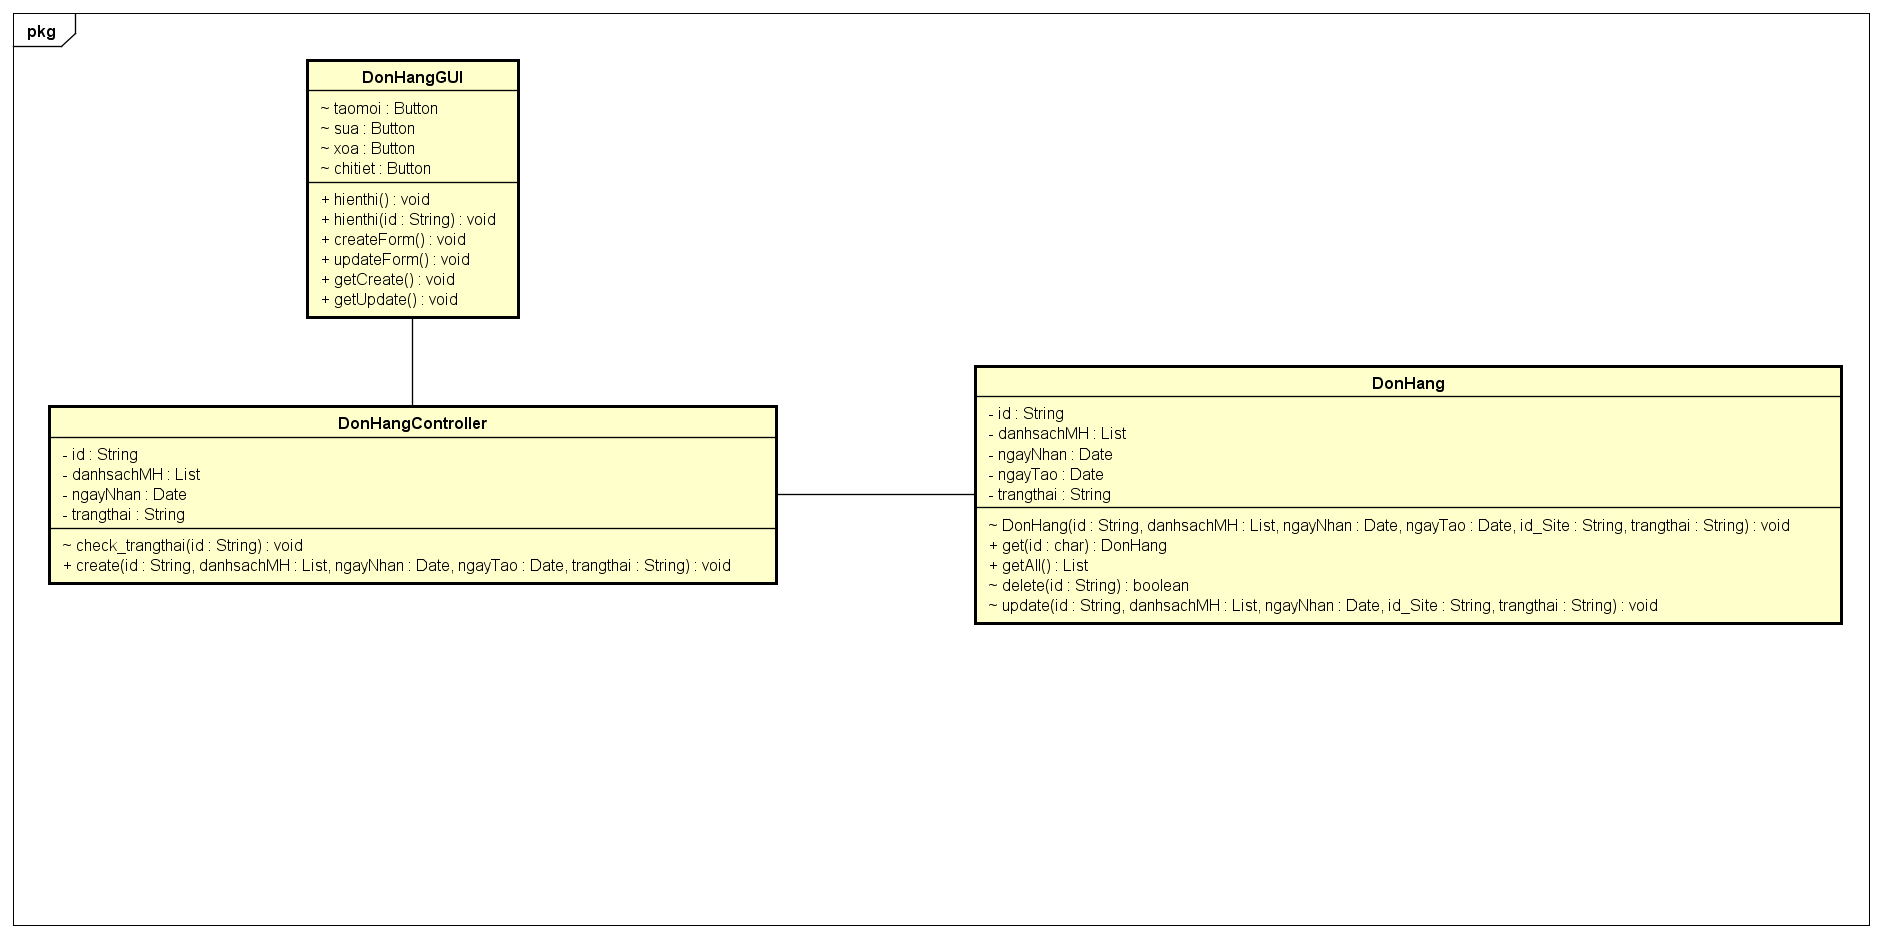 pkg
DonHangGUI
~ taomoi : Button
~ sua : Button
~ xoa : Button
~ chitiet : Button
+ hienthi() : void
+ hienthi(id : String) : void
+ createForm() : void
+ updateForm() : void
+ getCreate() : void
+ getUpdate() : void
DonHangController
- id : String
- danhsachMH : List
- ngayNhan : Date
- trangthai : String
~ check_trangthai(id : String) : void
+ create(id : String, danhsachMH : List, ngayNhan : Date, ngayTao : Date, trangthai : String) : void
DonHang
- id : String
- danhsachMH : List
- ngayNhan : Date
- ngayTao : Date
- trangthai : String
~ DonHang(id : String, danhsachMH : List, ngayNhan : Date, ngayTao : Date, id_Site : String, trangthai : String) : void
+ get(id : char) : DonHang
+ getAll() : List
~ delete(id : String) : boolean
~ update(id : String, danhsachMH : List, ngayNhan : Date, id_Site : String, trangthai : String) : void